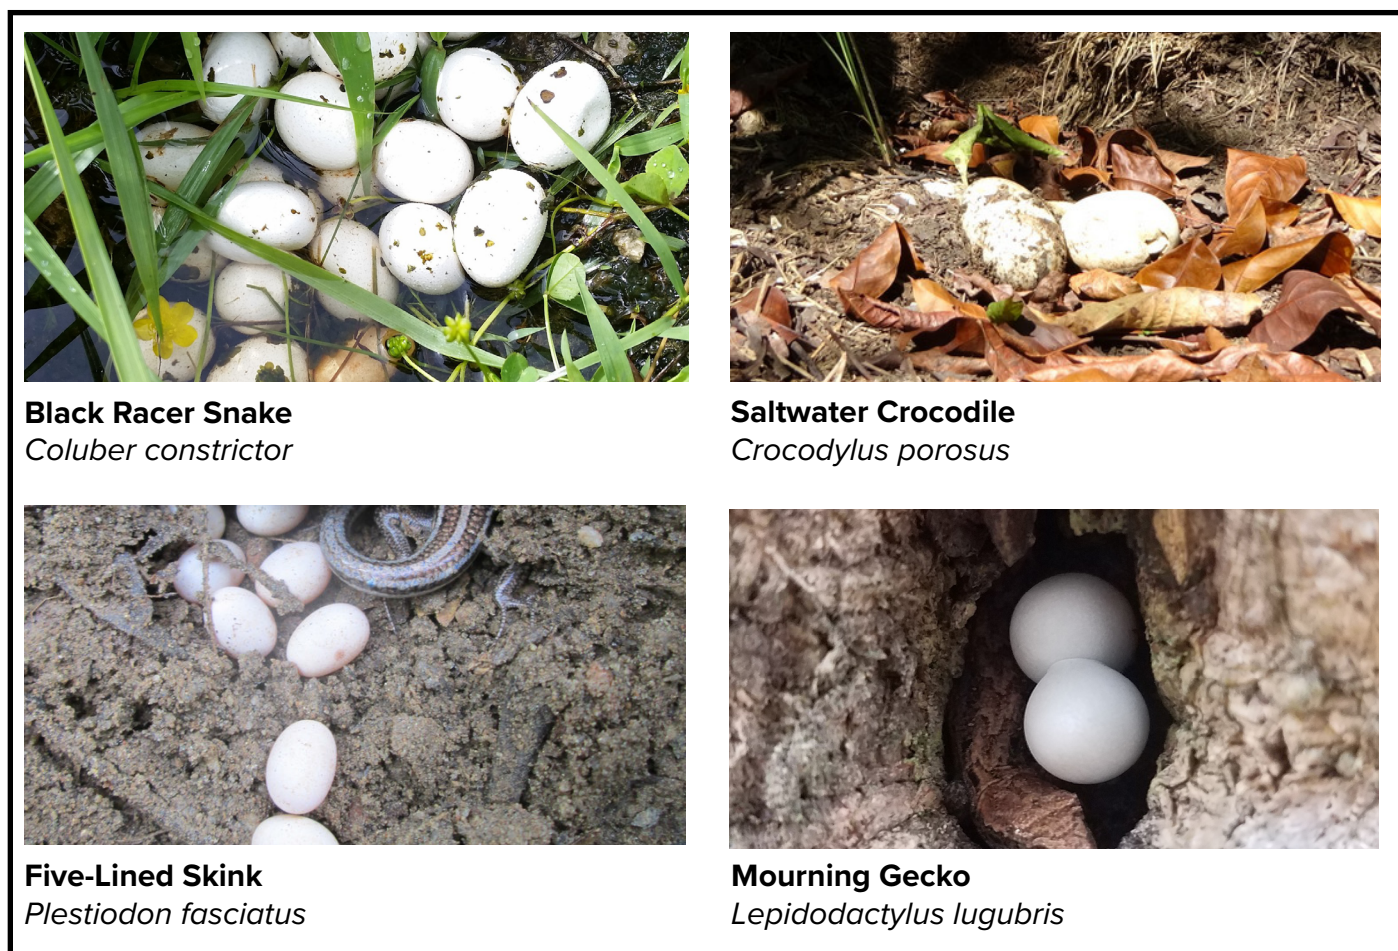 Black Racer Snake
Coluber constrictor
Saltwater Crocodile
Crocodylus porosus
Five-Lined Skink
Plestiodon fasciatus
Mourning Gecko
Lepidodactylus lugubris